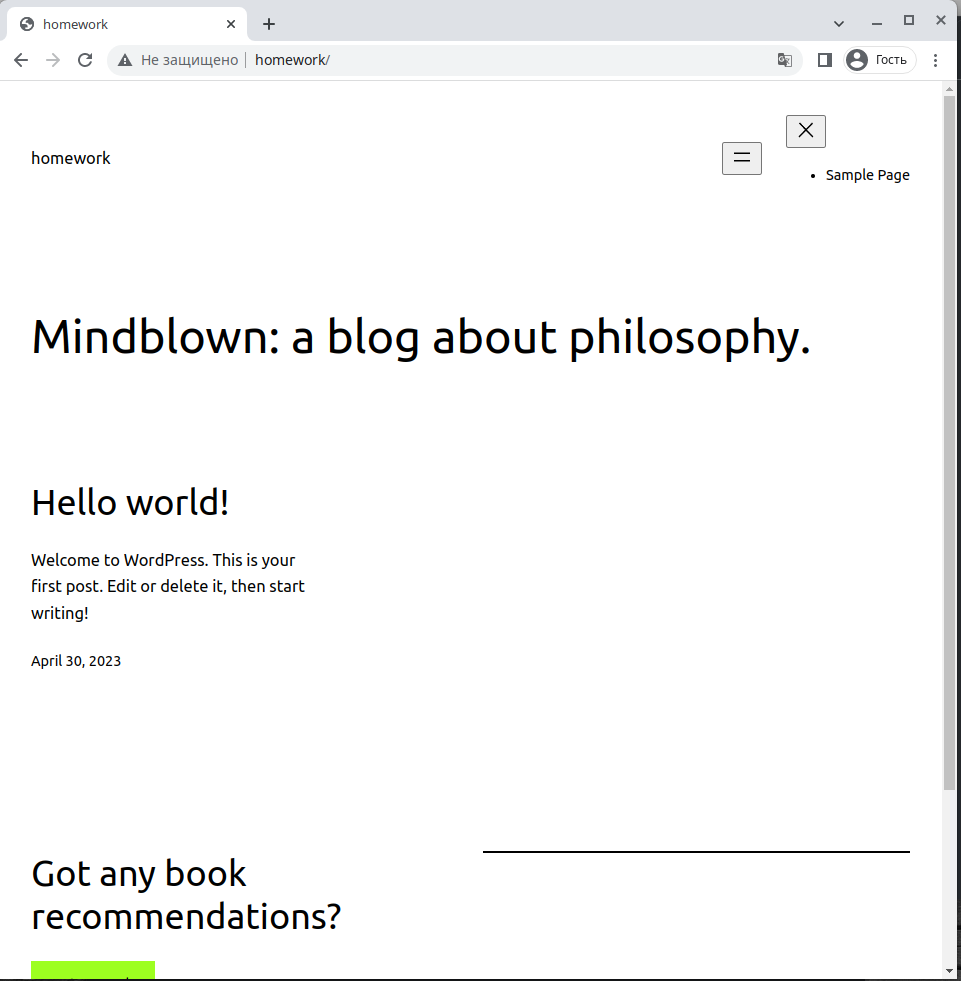 homework
Не защищено
homework/
Гость
homework
Sample Page
Mindblown: a blog about philosophy.
Hello world!
Welcome to WordPress. This is your
first post. Edit or delete it, then start
writing!
April 30, 2023
Got any book
recommendations?